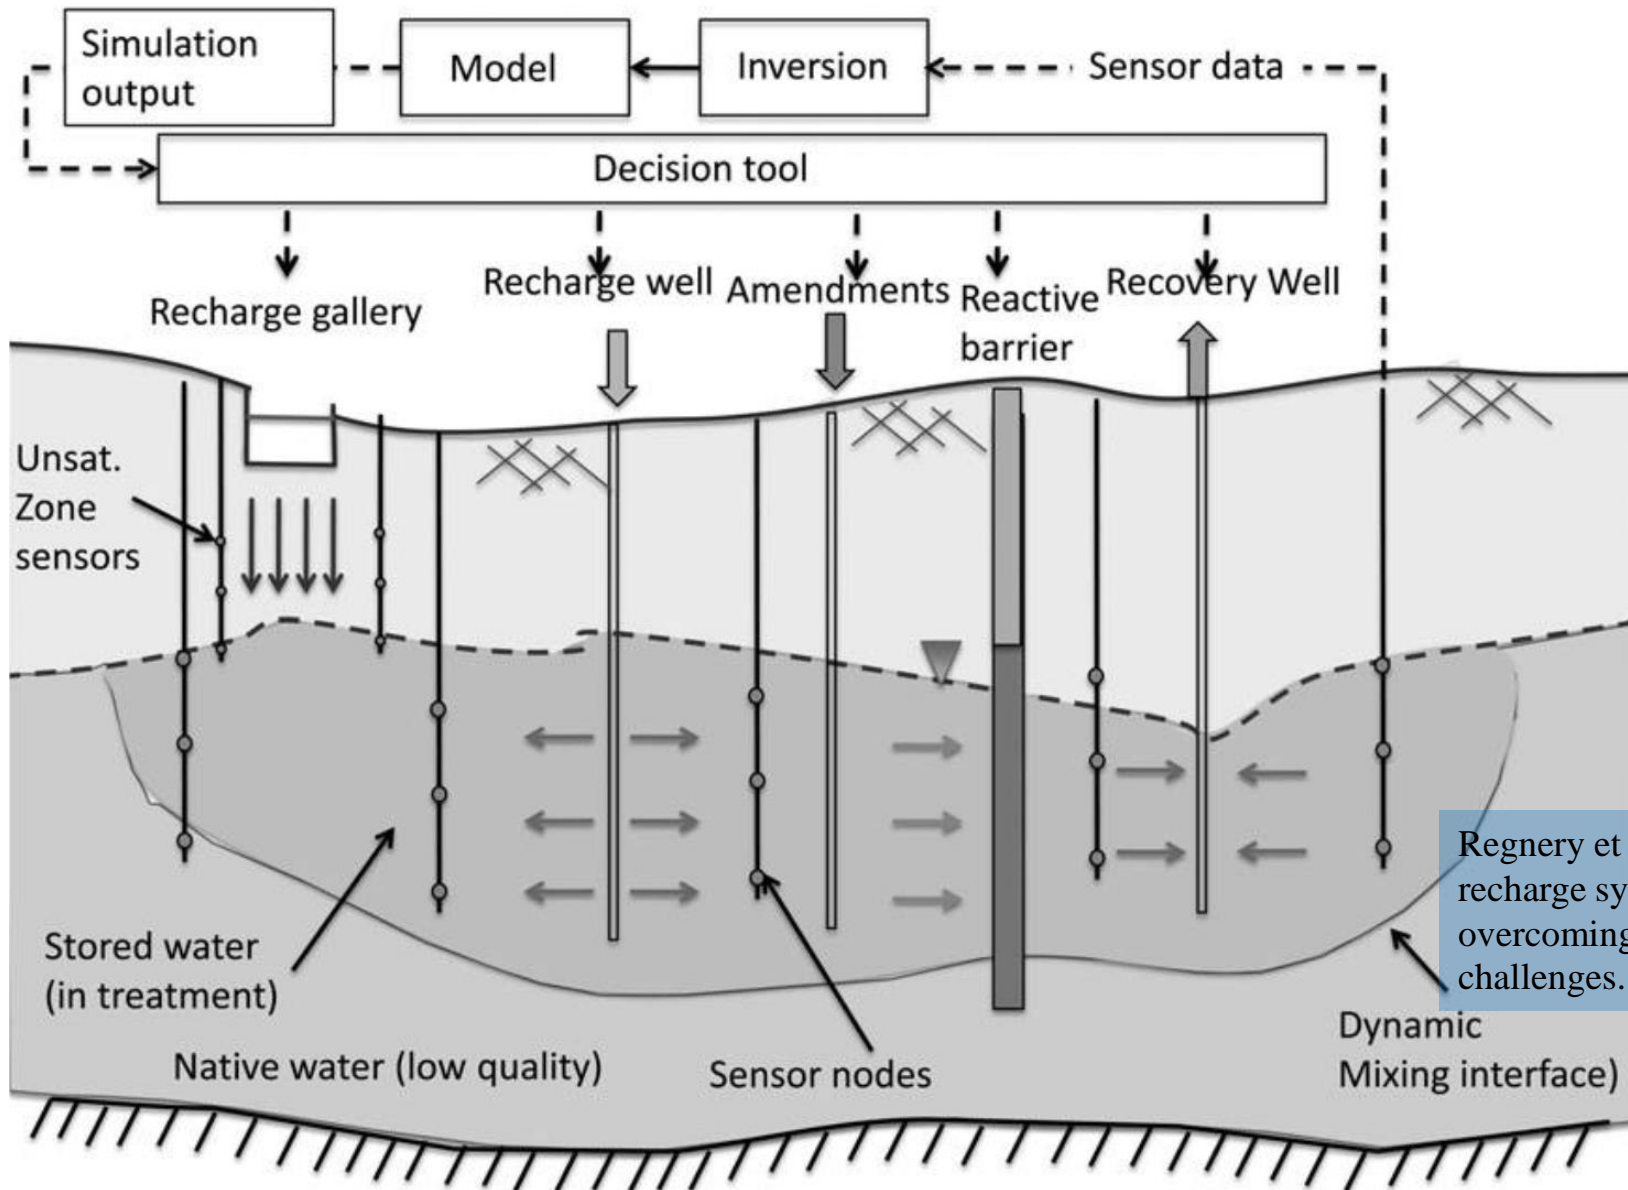 Simulation
output
Model
Inversion
Sensor data
Decision tool
Recharge gallery
Recharge well
Amendments
Reactive
barrier
Recovery Well
Unsat.
Zone
sensors
Stored water
(in treatment)
Native water (low quality)
Sensor nodes
Regnery et
recharge sy
overcoming
challenges.
Dynamic
Mixing interface)